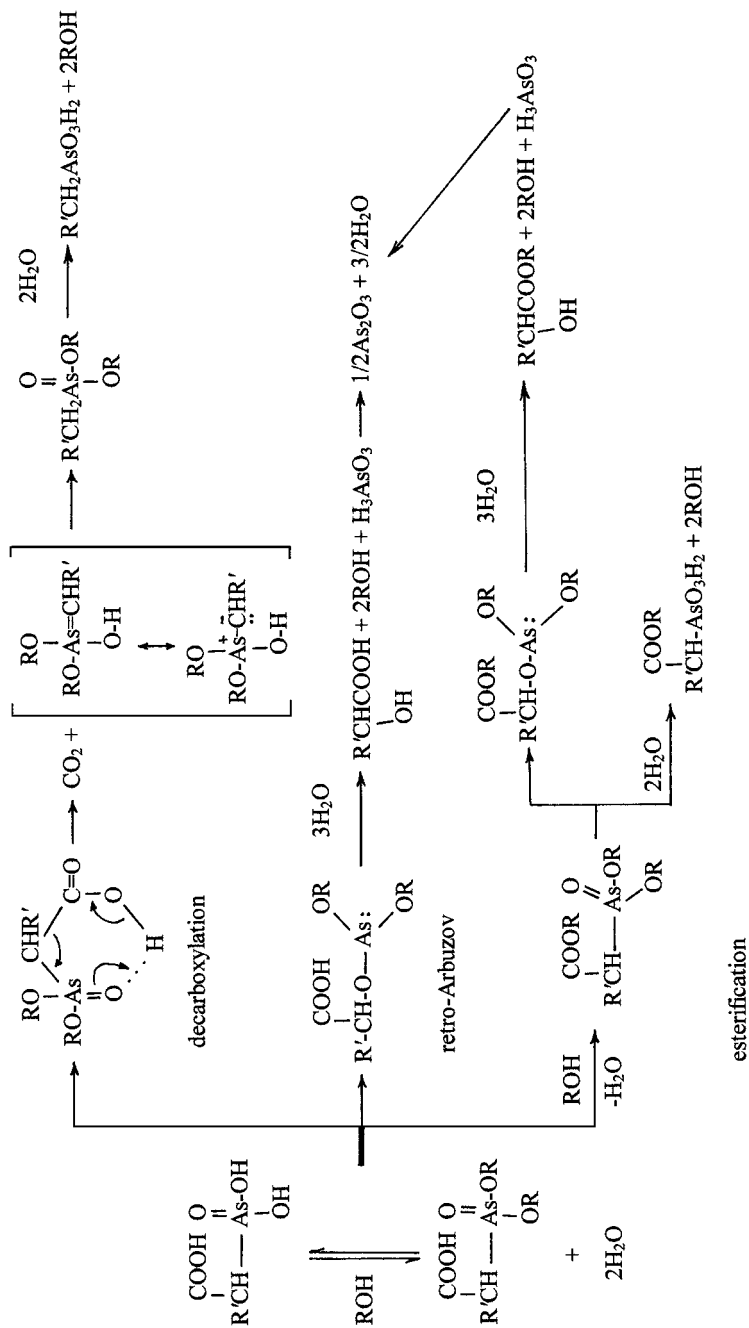 COOH O
||
R'CH — As-OH
OH
ROH
COOH O
||
R'CH — As-OR
OR
+
2H₂O
RO CHR′
RO-As C=O
O O
H
decarboxylation
CO₂ +
RO
RO-As=CHR′
O-H
RO
RO-As-CHR′
+ -
O-H
O
||
R'CH₂As-OR
OR
2H₂O
R'CH₂AsO₃H₂ + 2ROH
COOH OR
R'-CH-O—As:
OR
retro-Arbuzov
3H₂O
R'CHCOOH + 2ROH + H₃AsO₃
OH
1/2As₂O₃ + 3/2H₂O
ROH
-H₂O
COOR O
R'CH — As-OR
OR
esterification
COOR OR
R'CH-O-As:
OR
3H₂O
R'CHCOOR + 2ROH + H₃AsO₃
OH
2H₂O
COOR
R'CH-AsO₃H₂ + 2ROH